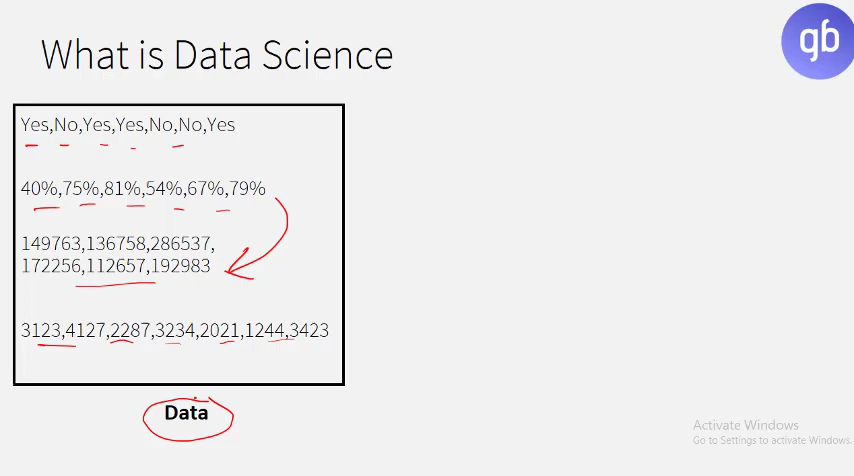 What is Data Science
gb
Yes,No,Yes,Yes,No,No,Yes
40%,75%,81%,54%,67%,79%
149763,136758,286537,
172256,112657,192983
3123,4127,2287,3234,2021,1244,3423
Data
Activate Windows
Go to Settings to activate Windows.